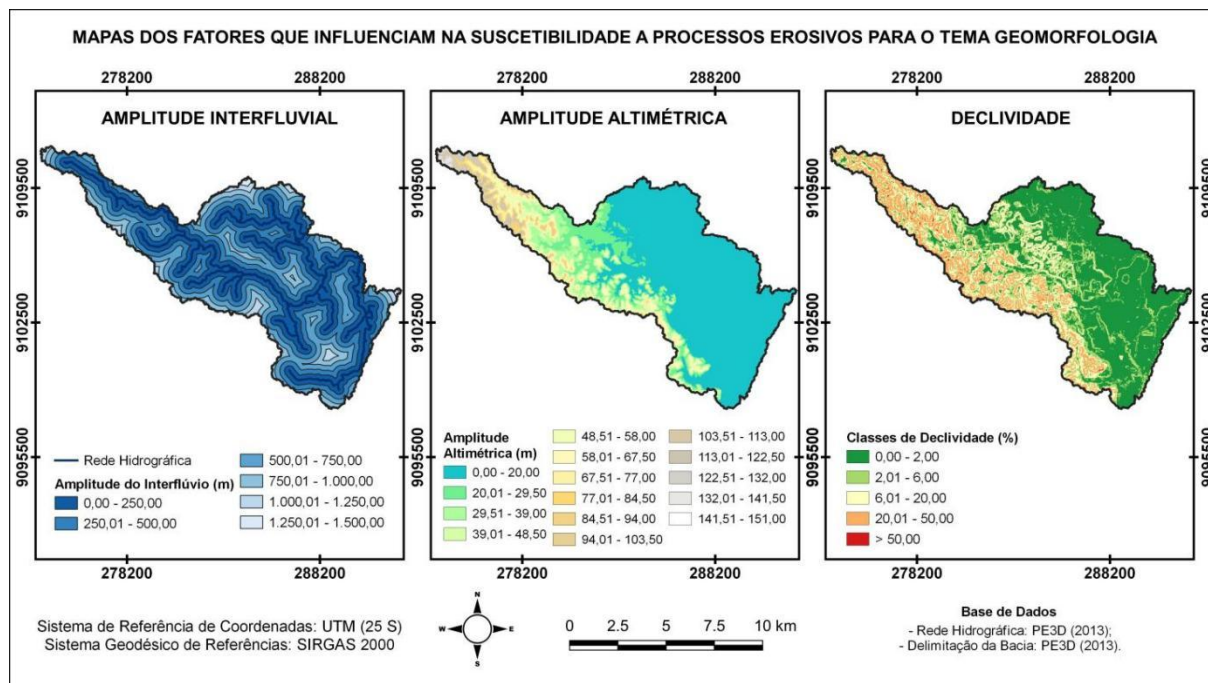 MAPAS DOS FATORES QUE INFLUENCIAM NA SUSCETIBILIDADE A PROCESSOS EROSIVOS PARA O TEMA GEOMORFOLOGIA
278200 288200
278200 288200
278200 288200
AMPLITUDE INTERFLUVIAL
AMPLITUDE ALTIMÉTRICA
DECLIVIDADE
9109500
9109500
9109500
9109500
9102500
9102500
9102500
9102500
9095500
9095500
9095500
9095500
Rede Hidrográfica
Amplitude do Interflúvio (m)
0,00 - 250,00
250,01 - 500,00
500,01 - 750,00
750,01 - 1.000,00
1.000,01 - 1.250,00
1.250,01 - 1.500,00
Amplitude
Altimétrica (m)
0,00 - 20,00
20,01 - 29,50
29,51 - 39,00
39,01 - 48,50
48,51 - 58,00
58,01 - 67,50
67,51 - 77,00
77,01 - 84,50
84,51 - 94,00
94,01 - 103,50
103,51 - 113,00
113,01 - 122,50
122,51 - 132,00
132,01 - 141,50
141,51 - 151,00
Classes de Declividade (%)
0,00 - 2,00
2,01 - 6,00
6,01 - 20,00
20,01 - 50,00
> 50,00
278200 288200
278200 288200
278200 288200
Sistema de Referência de Coordenadas: UTM (25 S)
Sistema Geodésico de Referências: SIRGAS 2000
N
W E
S
0 2.5 5 7.5 10 km
Base de Dados
- Rede Hidrográfica: PE3D (2013);
- Delimitação da Bacia: PE3D (2013).